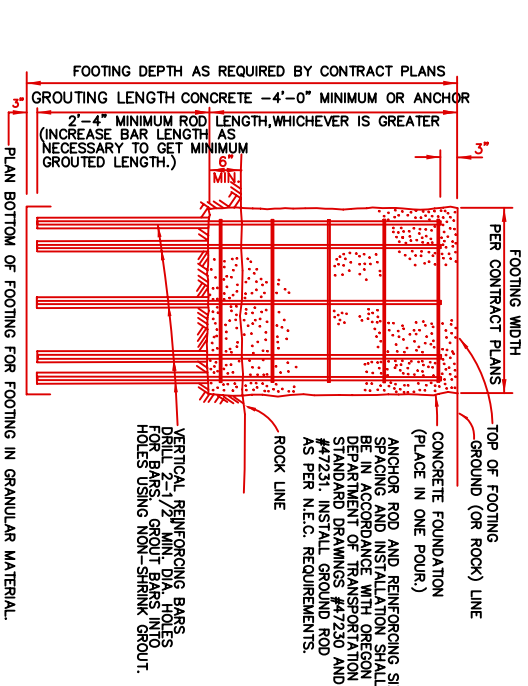 FOOTING DEPTH AS REQUIRED BY CONTRACT PLANS
3"
GROUTING LENGTH CONCRETE -4'-0" MINIMUM OR ANCHOR
2'-4" MINIMUM ROD LENGTH,WHICHEVER IS GREATER
(INCREASE BAR LENGTH AS
NECESSARY TO GET MINIMUM
GROUTED LENGTH.)
6"
MIN.
3"
FOOTING WIDTH
PER CONTRACT PLANS
TOP OF FOOTING
GROUND (OR ROCK) LINE
CONCRETE FOUNDATION
(PLACE IN ONE POUR.)
ANCHOR ROD AND REINFORCING
SPACING AND INSTALLATION SHALL
BE IN ACCORDANCE WITH OREGON
DEPARTMENT OF TRANSPORTATION
STANDARD DRAWINGS #47230 AND
#47231. INSTALL GROUND ROD
AS PER N.E.C. REQUIREMENTS.
ROCK LINE
VERTICAL REINFORCING BARS
DRILL 2-1/2" MIN. DIA. HOLES
FOR BARS. GROUT BARS INTO
HOLES USING NON-SHRINK GROUT.
PLAN BOTTOM OF FOOTING FOR FOOTING IN GRANULAR MATERIAL.